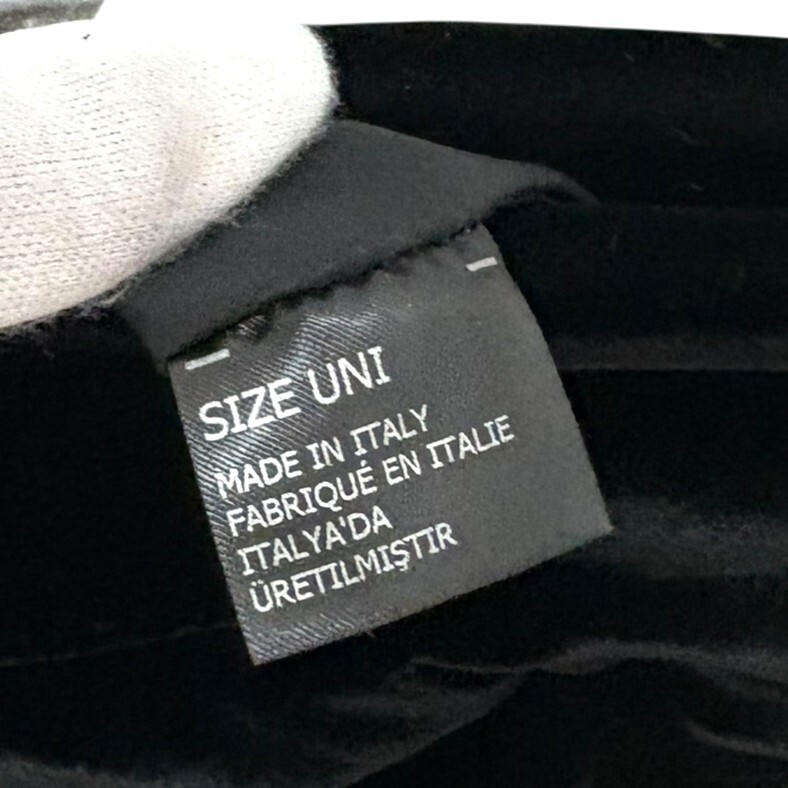 SIZE UNI
MADE IN ITALY
FABRIQUÉ EN ITALIE
ITALYA'DA
ÜRETILMIŞTIR